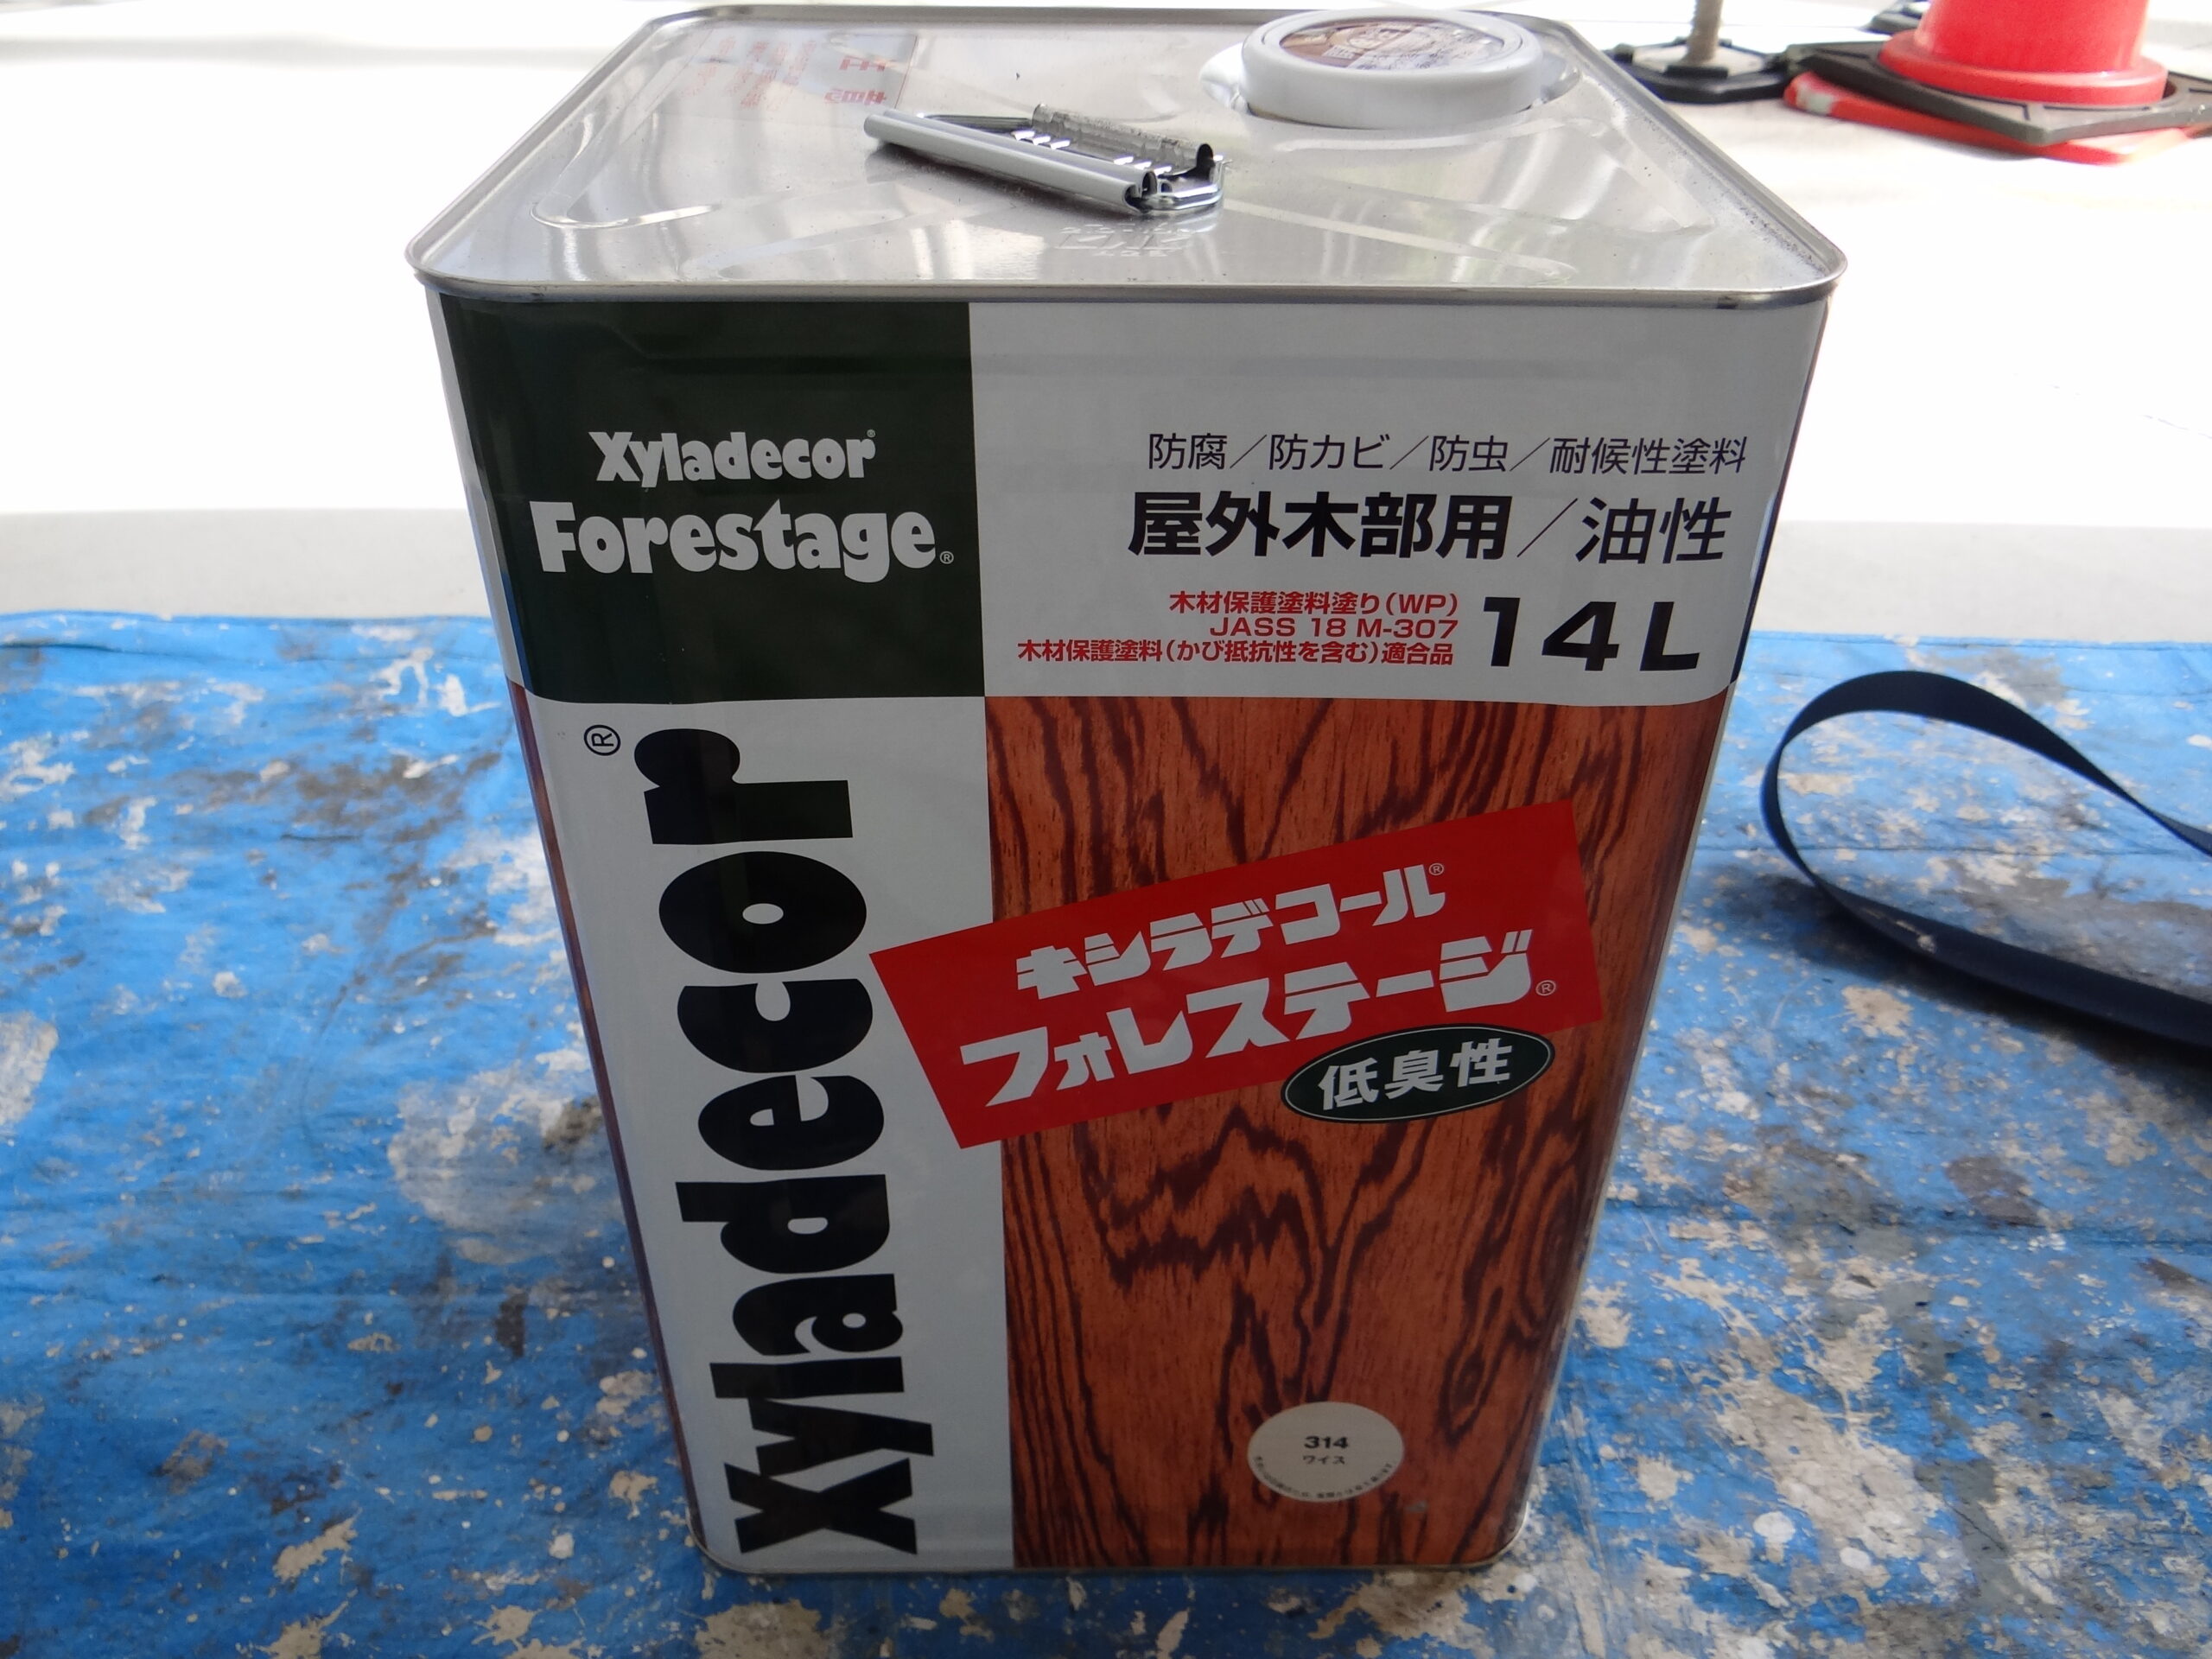 Xyladecor®
Forestage®
防腐／防カビ／防虫／耐候性塗料
屋外木部用／油性
木材保護塗料塗り(WP)
JASS 18 M-307
木材保護塗料(かび抵抗性を含む)適合品
14L
Xyladecor®
キシラデコール®
フォレステージ®
低臭性
314
ワイス